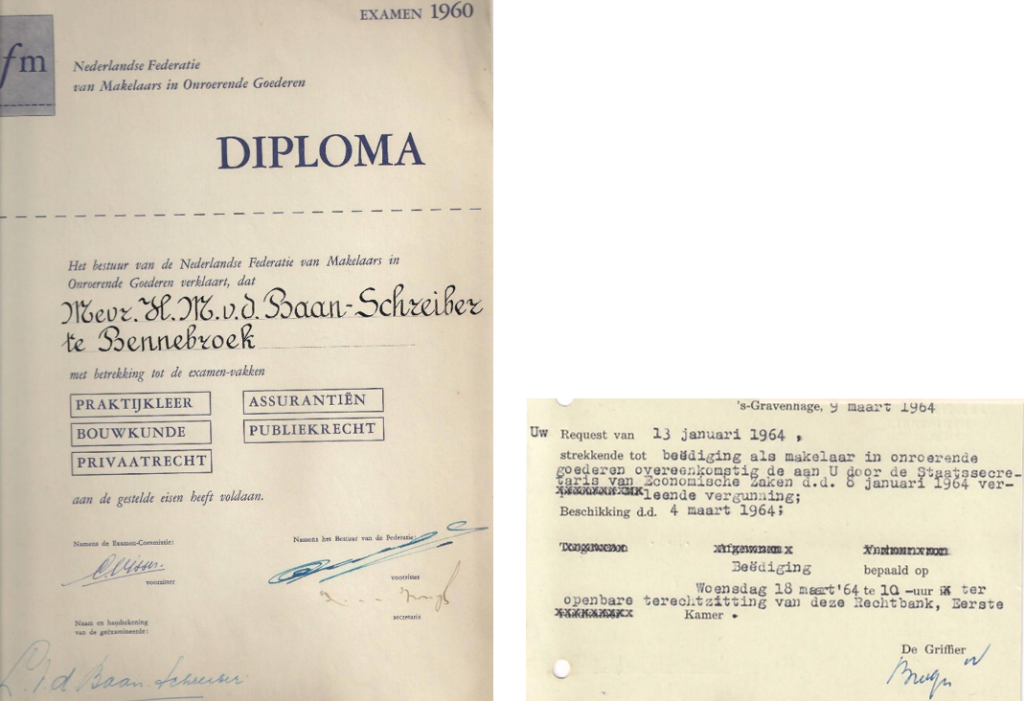 EXAMEN 1960
fm
Nederlandse Federatie
van Makelaars in Onroerende Goederen
DIPLOMA
Het bestuur van de Nederlandse Federatie van Makelaars in
Onroerende Goederen verklaart, dat
Mevr. H.M.v.d. Baan-Schreiber
te Bennebroek
met betrekking tot de examen-vakken
PRAKTIJKLEER
ASSURANTIËN
BOUWKUNDE
PUBLIEKRECHT
PRIVAATRECHT
aan de gestelde eisen heeft voldaan.
Namens de Examen-Commissie:
Namens het Bestuur van de Federatie:
voorzitter
voorzitter
secretaris
Naam en handtekening
van de geëxamineerde:
v d Baan-Schreiber
's-Gravenhage, 9 maart 1964
Uw Request van 13 januari 1964 ,
strekkende tot beëdiging als makelaar in onroerende
goederen overeenkomstig de aan U door de Staatssecre-
taris van Economische Zaken d.d. 8 januari 1964 ver-
leende vergunning;
Beschikking d.d. 4 maart 1964;
Beëdiging bepaald op
Woensdag 18 maart'64 te 10 -uur ter
openbare terechtzitting van deze Rechtbank, Eerste
Kamer .
De Griffier